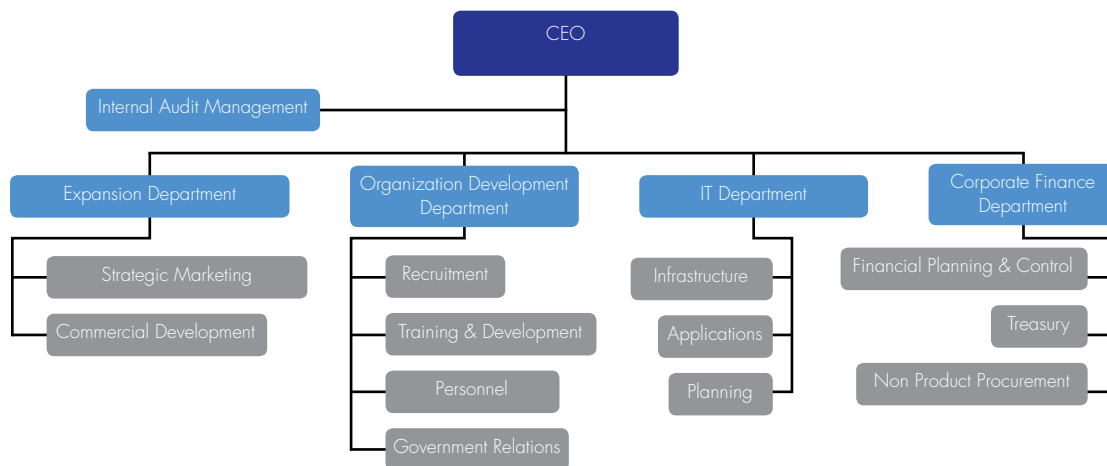 CEO
Internal Audit Management
Expansion Department
Organization Development
Department
IT Department
Corporate Finance
Department
Strategic Marketing
Commercial Development
Recruitment
Training & Development
Personnel
Government Relations
Infrastructure
Applications
Planning
Financial Planning & Control
Treasury
Non Product Procurement